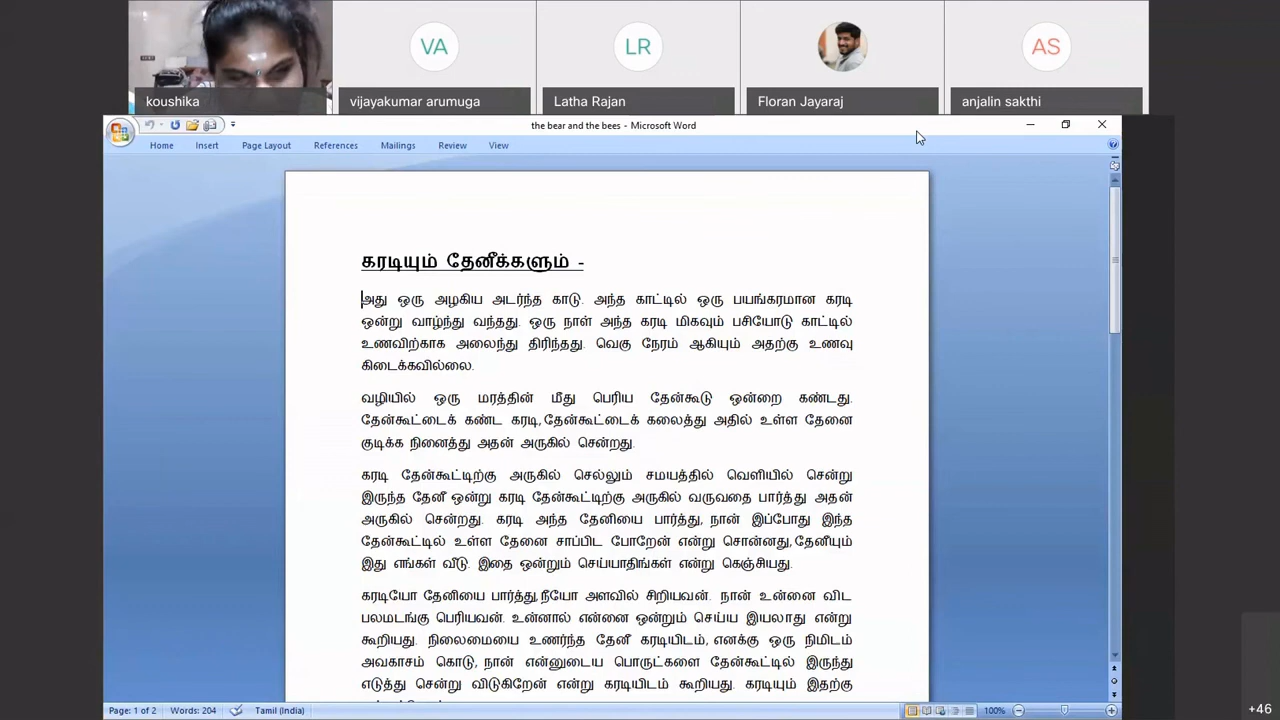 VA
LR
AS
koushika
vijayakumar arumuga
Latha Rajan
Floran Jayaraj
anjalin sakthi
the bear and the bees - Microsoft Word
Home Insert Page Layout References Mailings Review View
கரடியும் தேனீக்களும் -
அது ஒரு அழகிய அடர்ந்த காடு. அந்த காட்டில் ஒரு பயங்கரமான கரடி
ஒன்று வாழ்ந்து வந்தது. ஒரு நாள் அந்த கரடி மிகவும் பசியோடு காட்டில்
உணவிற்காக அலைந்து திரிந்தது. வெகு நேரம் ஆகியும் அதற்கு உணவு
கிடைக்கவில்லை.
வழியில் ஒரு மரத்தின் மீது பெரிய தேன்கூடு ஒன்றை கண்டது.
தேன்கூட்டைக் கண்ட கரடி,தேன்கூட்டைக் கலைத்து அதில் உள்ள தேனை
குடிக்க நினைத்து அதன் அருகில் சென்றது.
கரடி தேன்கூட்டிற்கு அருகில் செல்லும் சமயத்தில் வெளியில் சென்று
இருந்த தேனீ ஒன்று கரடி தேன்கூட்டிற்கு அருகில் வருவதை பார்த்து அதன்
அருகில் சென்றது. கரடி அந்த தேனியை பார்த்து, நான் இப்போது இந்த
தேன்கூட்டில் உள்ள தேனை சாப்பிட போறேன் என்று சொன்னது,தேனீயும்
இது எங்கள் வீடு. இதை ஒன்றும் செய்யாதிங்கள் என்று கெஞ்சியது.
கரடியோ தேனியை பார்த்து,நீயோ அளவில் சிறியவன். நான் உன்னை விட
பலமடங்கு பெரியவன். உன்னால் என்னை ஒன்றும் செய்ய இயலாது என்று
கூறியது. நிலைமையை உணர்ந்த தேனீ கரடியிடம், எனக்கு ஒரு நிமிடம்
அவகாசம் கொடு, நான் என்னுடைய பொருட்களை தேன்கூட்டில் இருந்து
எடுத்து சென்று விடுகிறேன் என்று கரடியிடம் கூறியது. கரடியும் இதற்கு
Page: 1 of 2 Words: 204 Tamil (India) 100%
+46